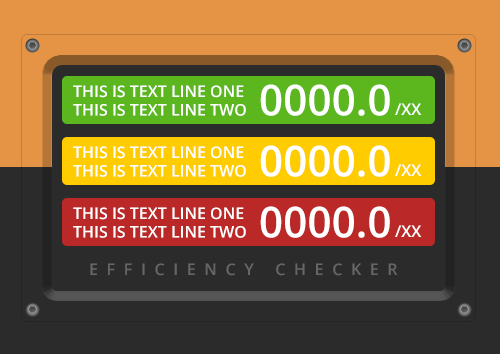 THIS IS TEXT LINE ONE
THIS IS TEXT LINE TWO
0000.0 /XX
THIS IS TEXT LINE ONE
THIS IS TEXT LINE TWO
0000.0 /XX
THIS IS TEXT LINE ONE
THIS IS TEXT LINE TWO
0000.0 /XX
EFFICIENCY CHECKER